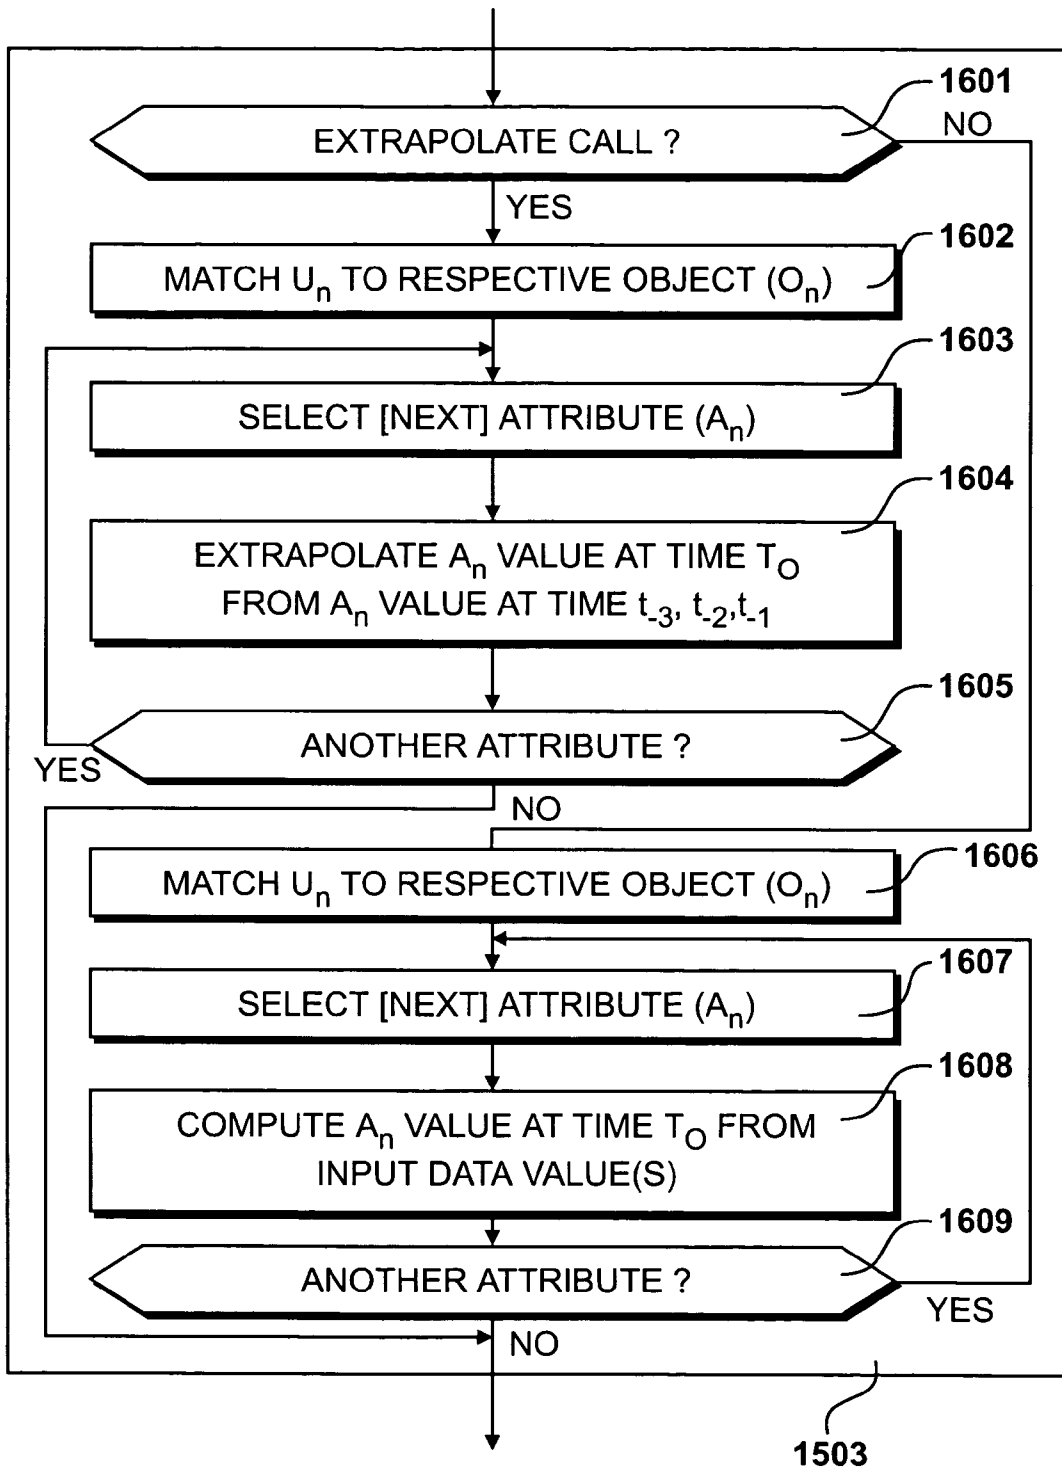 1601
EXTRAPOLATE CALL ?
NO
YES
1602
MATCH Uₙ TO RESPECTIVE OBJECT (Oₙ)
1603
SELECT [NEXT] ATTRIBUTE (Aₙ)
1604
EXTRAPOLATE Aₙ VALUE AT TIME T_O
FROM Aₙ VALUE AT TIME t₋₃, t₋₂,t₋₁
1605
ANOTHER ATTRIBUTE ?
YES
NO
1606
MATCH Uₙ TO RESPECTIVE OBJECT (Oₙ)
1607
SELECT [NEXT] ATTRIBUTE (Aₙ)
1608
COMPUTE Aₙ VALUE AT TIME T_O FROM
INPUT DATA VALUE(S)
1609
ANOTHER ATTRIBUTE ?
YES
NO
1503